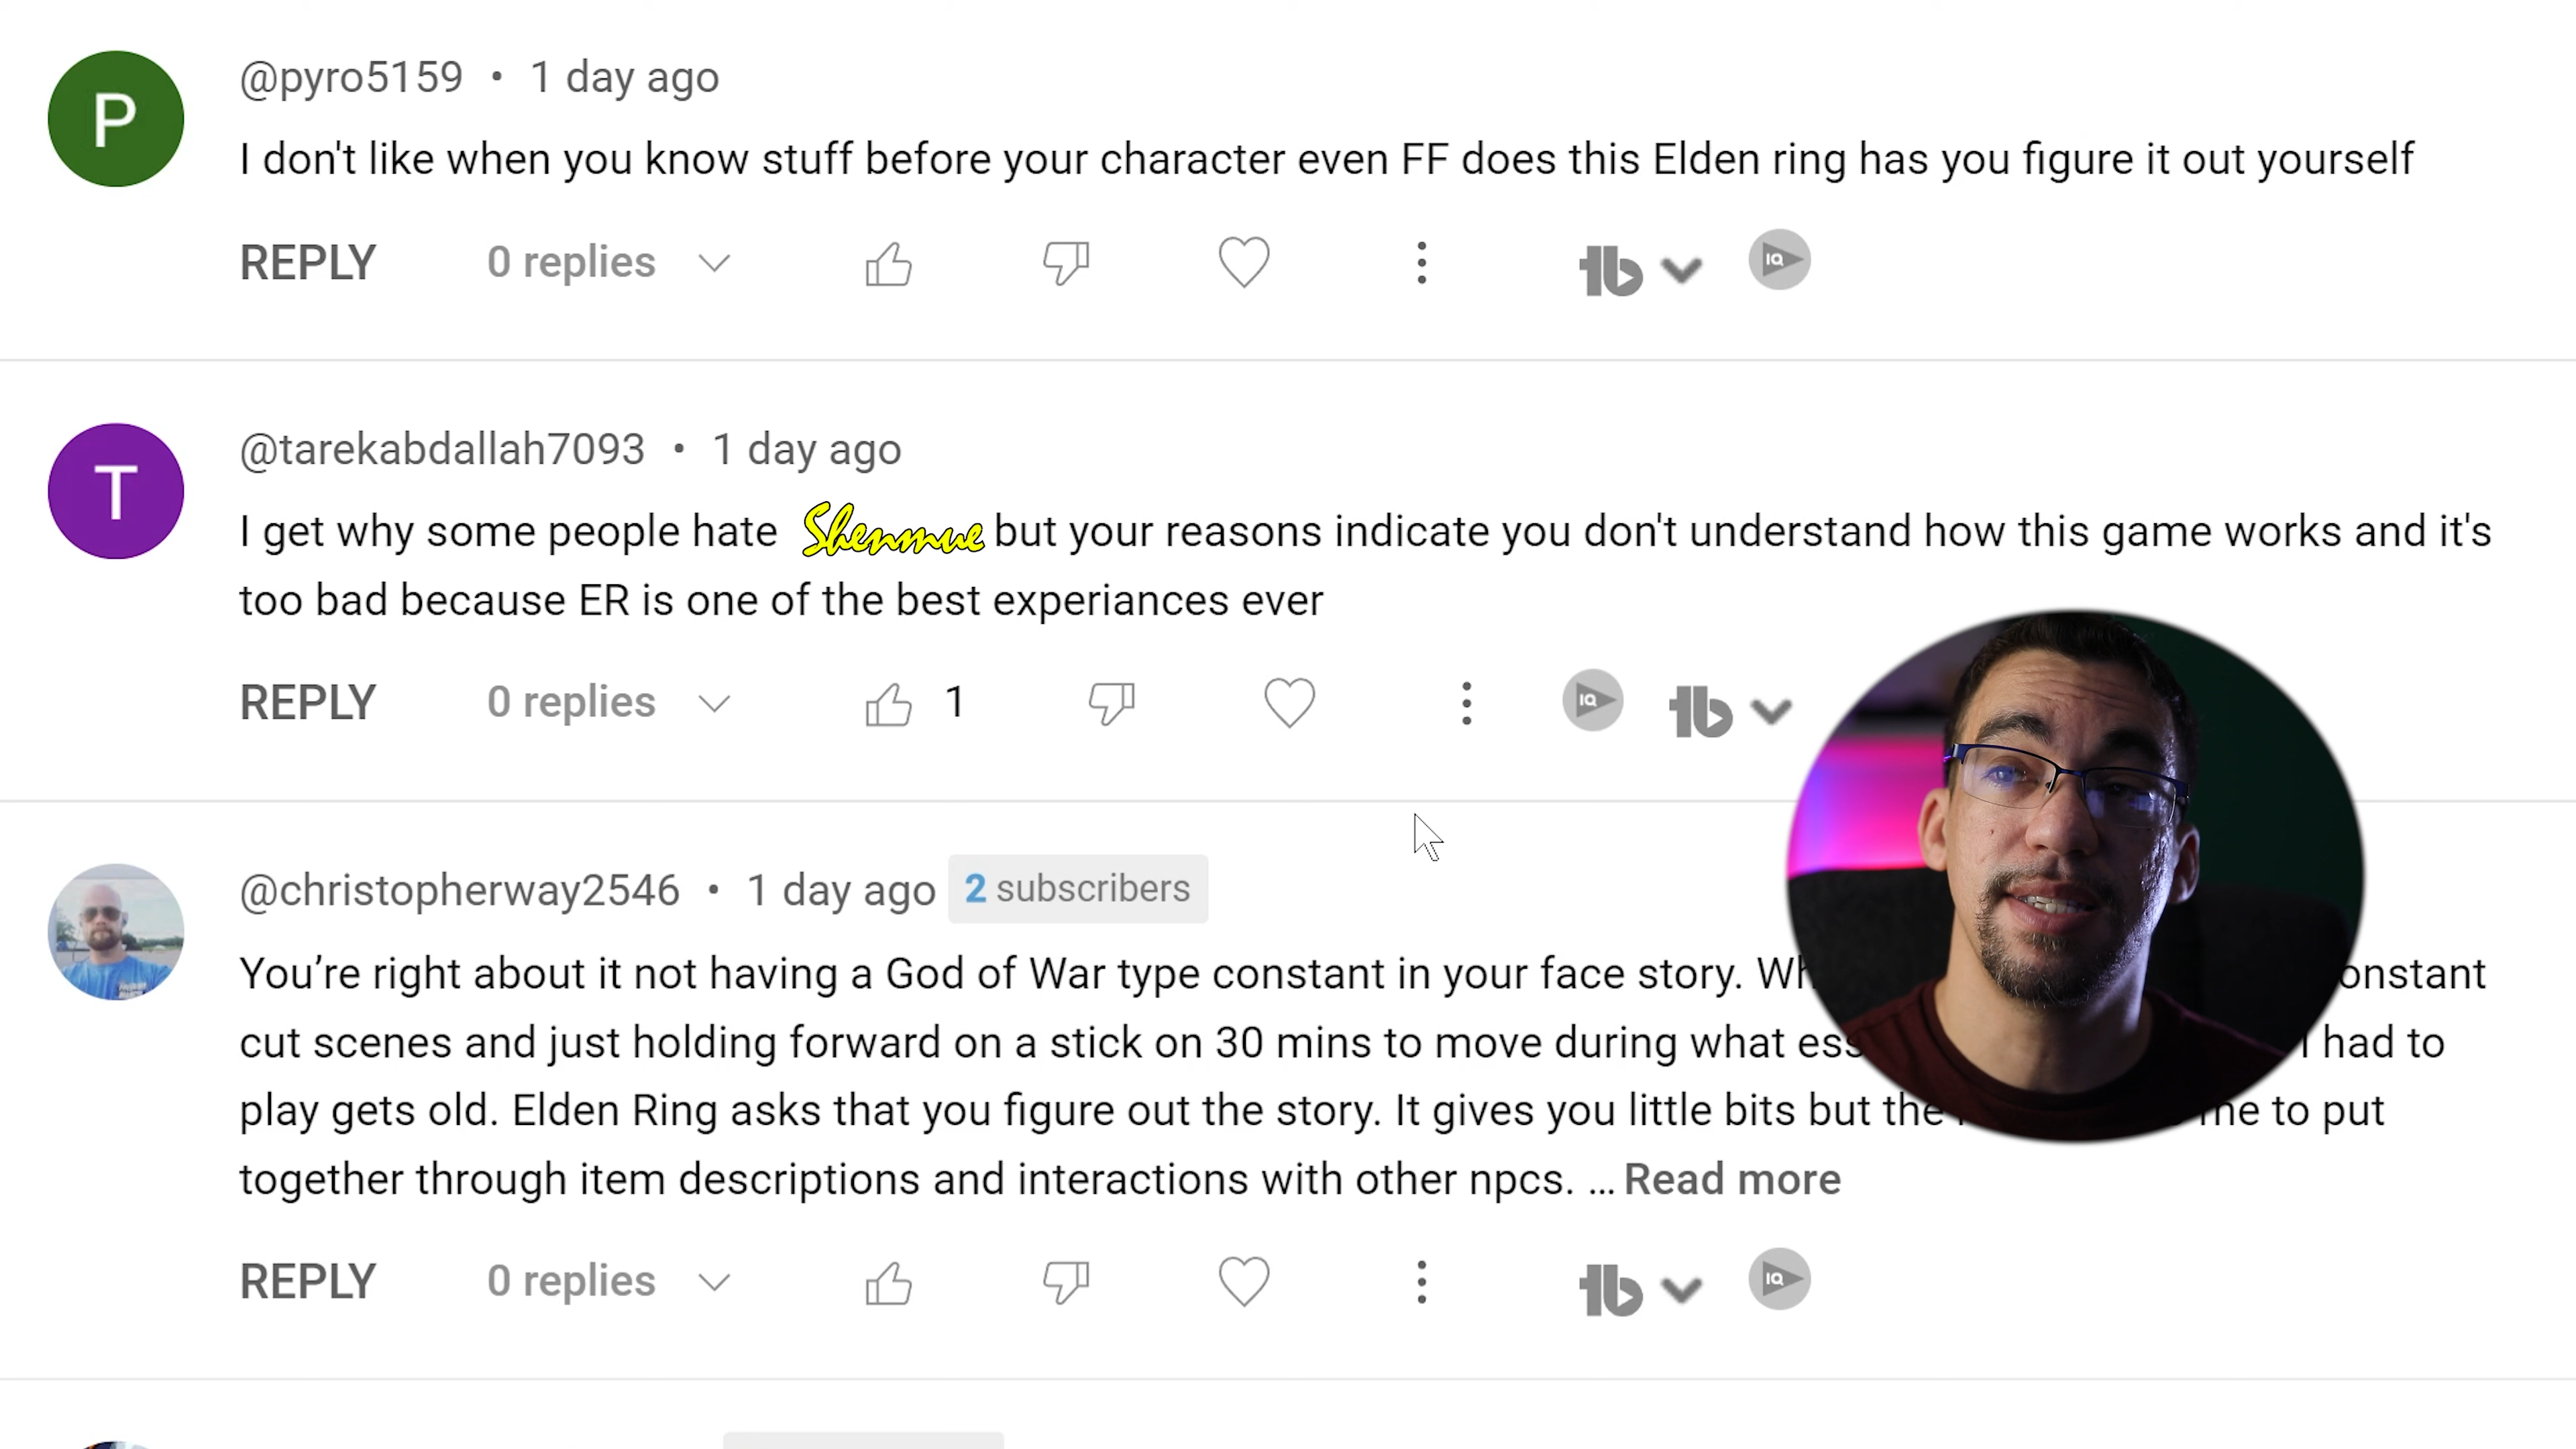 P
@pyro5159 • 1 day ago
I don't like when you know stuff before your character even FF does this Elden ring has you figure it out yourself
REPLY 0 replies
T
@tarekabdallah7093 • 1 day ago
I get why some people hate Shenmue but your reasons indicate you don't understand how this game works and it's
too bad because ER is one of the best experiances ever
REPLY 0 replies 1
@christopherway2546 • 1 day ago 2 subscribers
You’re right about it not having a God of War type constant in your face story.
cut scenes and just holding forward on a stick on 30 mins to move during what I had to
play gets old. Elden Ring asks that you figure out the story. It gives you little bits but me to put
together through item descriptions and interactions with other npcs. ... Read more
REPLY 0 replies